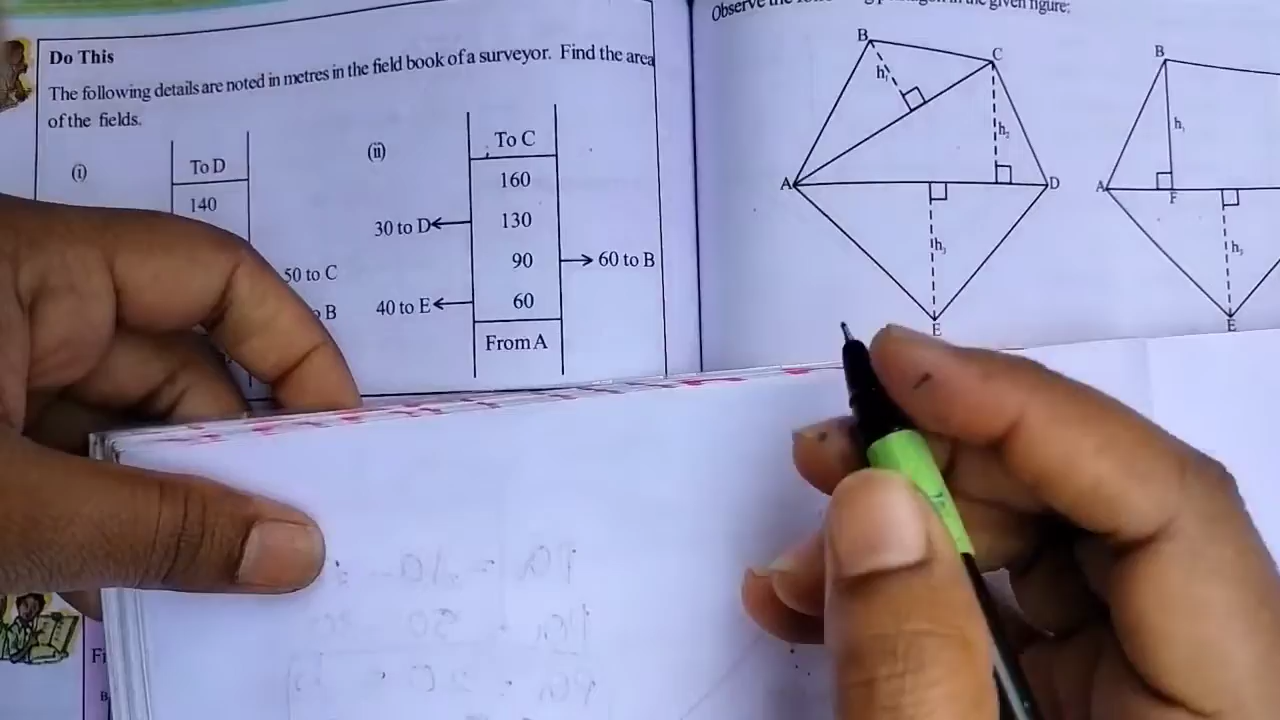 Do This
The following details are noted in metres in the field book of a surveyor. Find the area
of the fields.
(i)
To D
140
50 to C
B
(ii)
To C
160
30 to D
130
90
60 to B
40 to E
60
From A
Observe the
in the given figure:
B
C
h₁
h₂
A
D
h₃
E
B
h₁
A
F
h₃
E